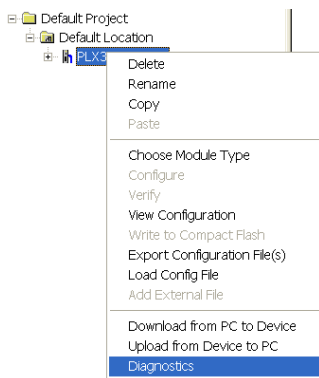 Default Project
Default Location
PLX3
Delete
Rename
Copy
Paste
Choose Module Type
Configure
Verify
View Configuration
Write to Compact Flash
Export Configuration File(s)
Load Config File
Add External File
Download from PC to Device
Upload from Device to PC
Diagnostics